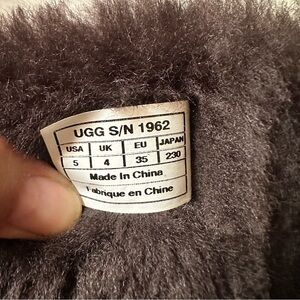 UGG S/N 1962
USA UK EU JAPAN
5 4 35 230
Made In China
Fabrique en Chine